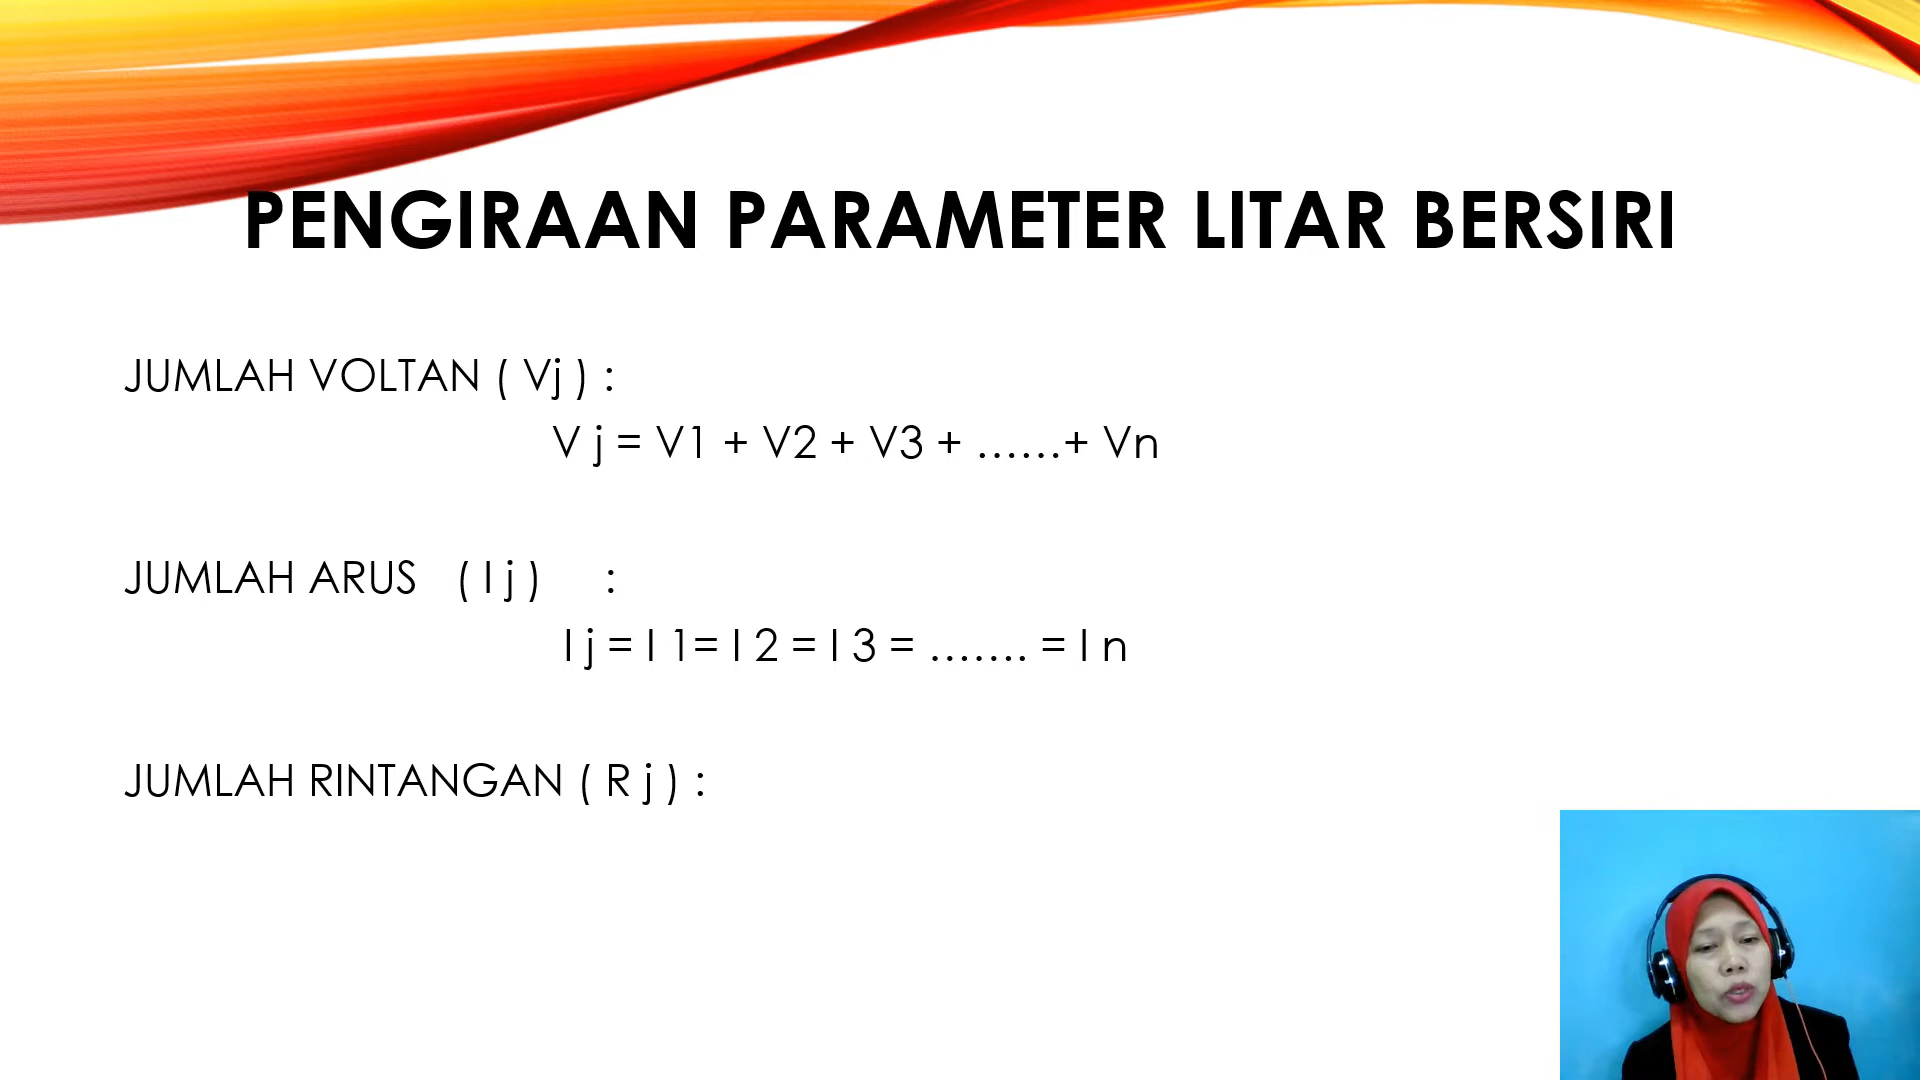 PENGIRAAN PARAMETER LITAR BERSIRI
JUMLAH VOLTAN ( Vj ) :
V j = V1 + V2 + V3 + ......+ Vn
JUMLAH ARUS ( I j ) :
I j = I 1= I 2 = I 3 = ....... = I n
JUMLAH RINTANGAN ( R j ) :